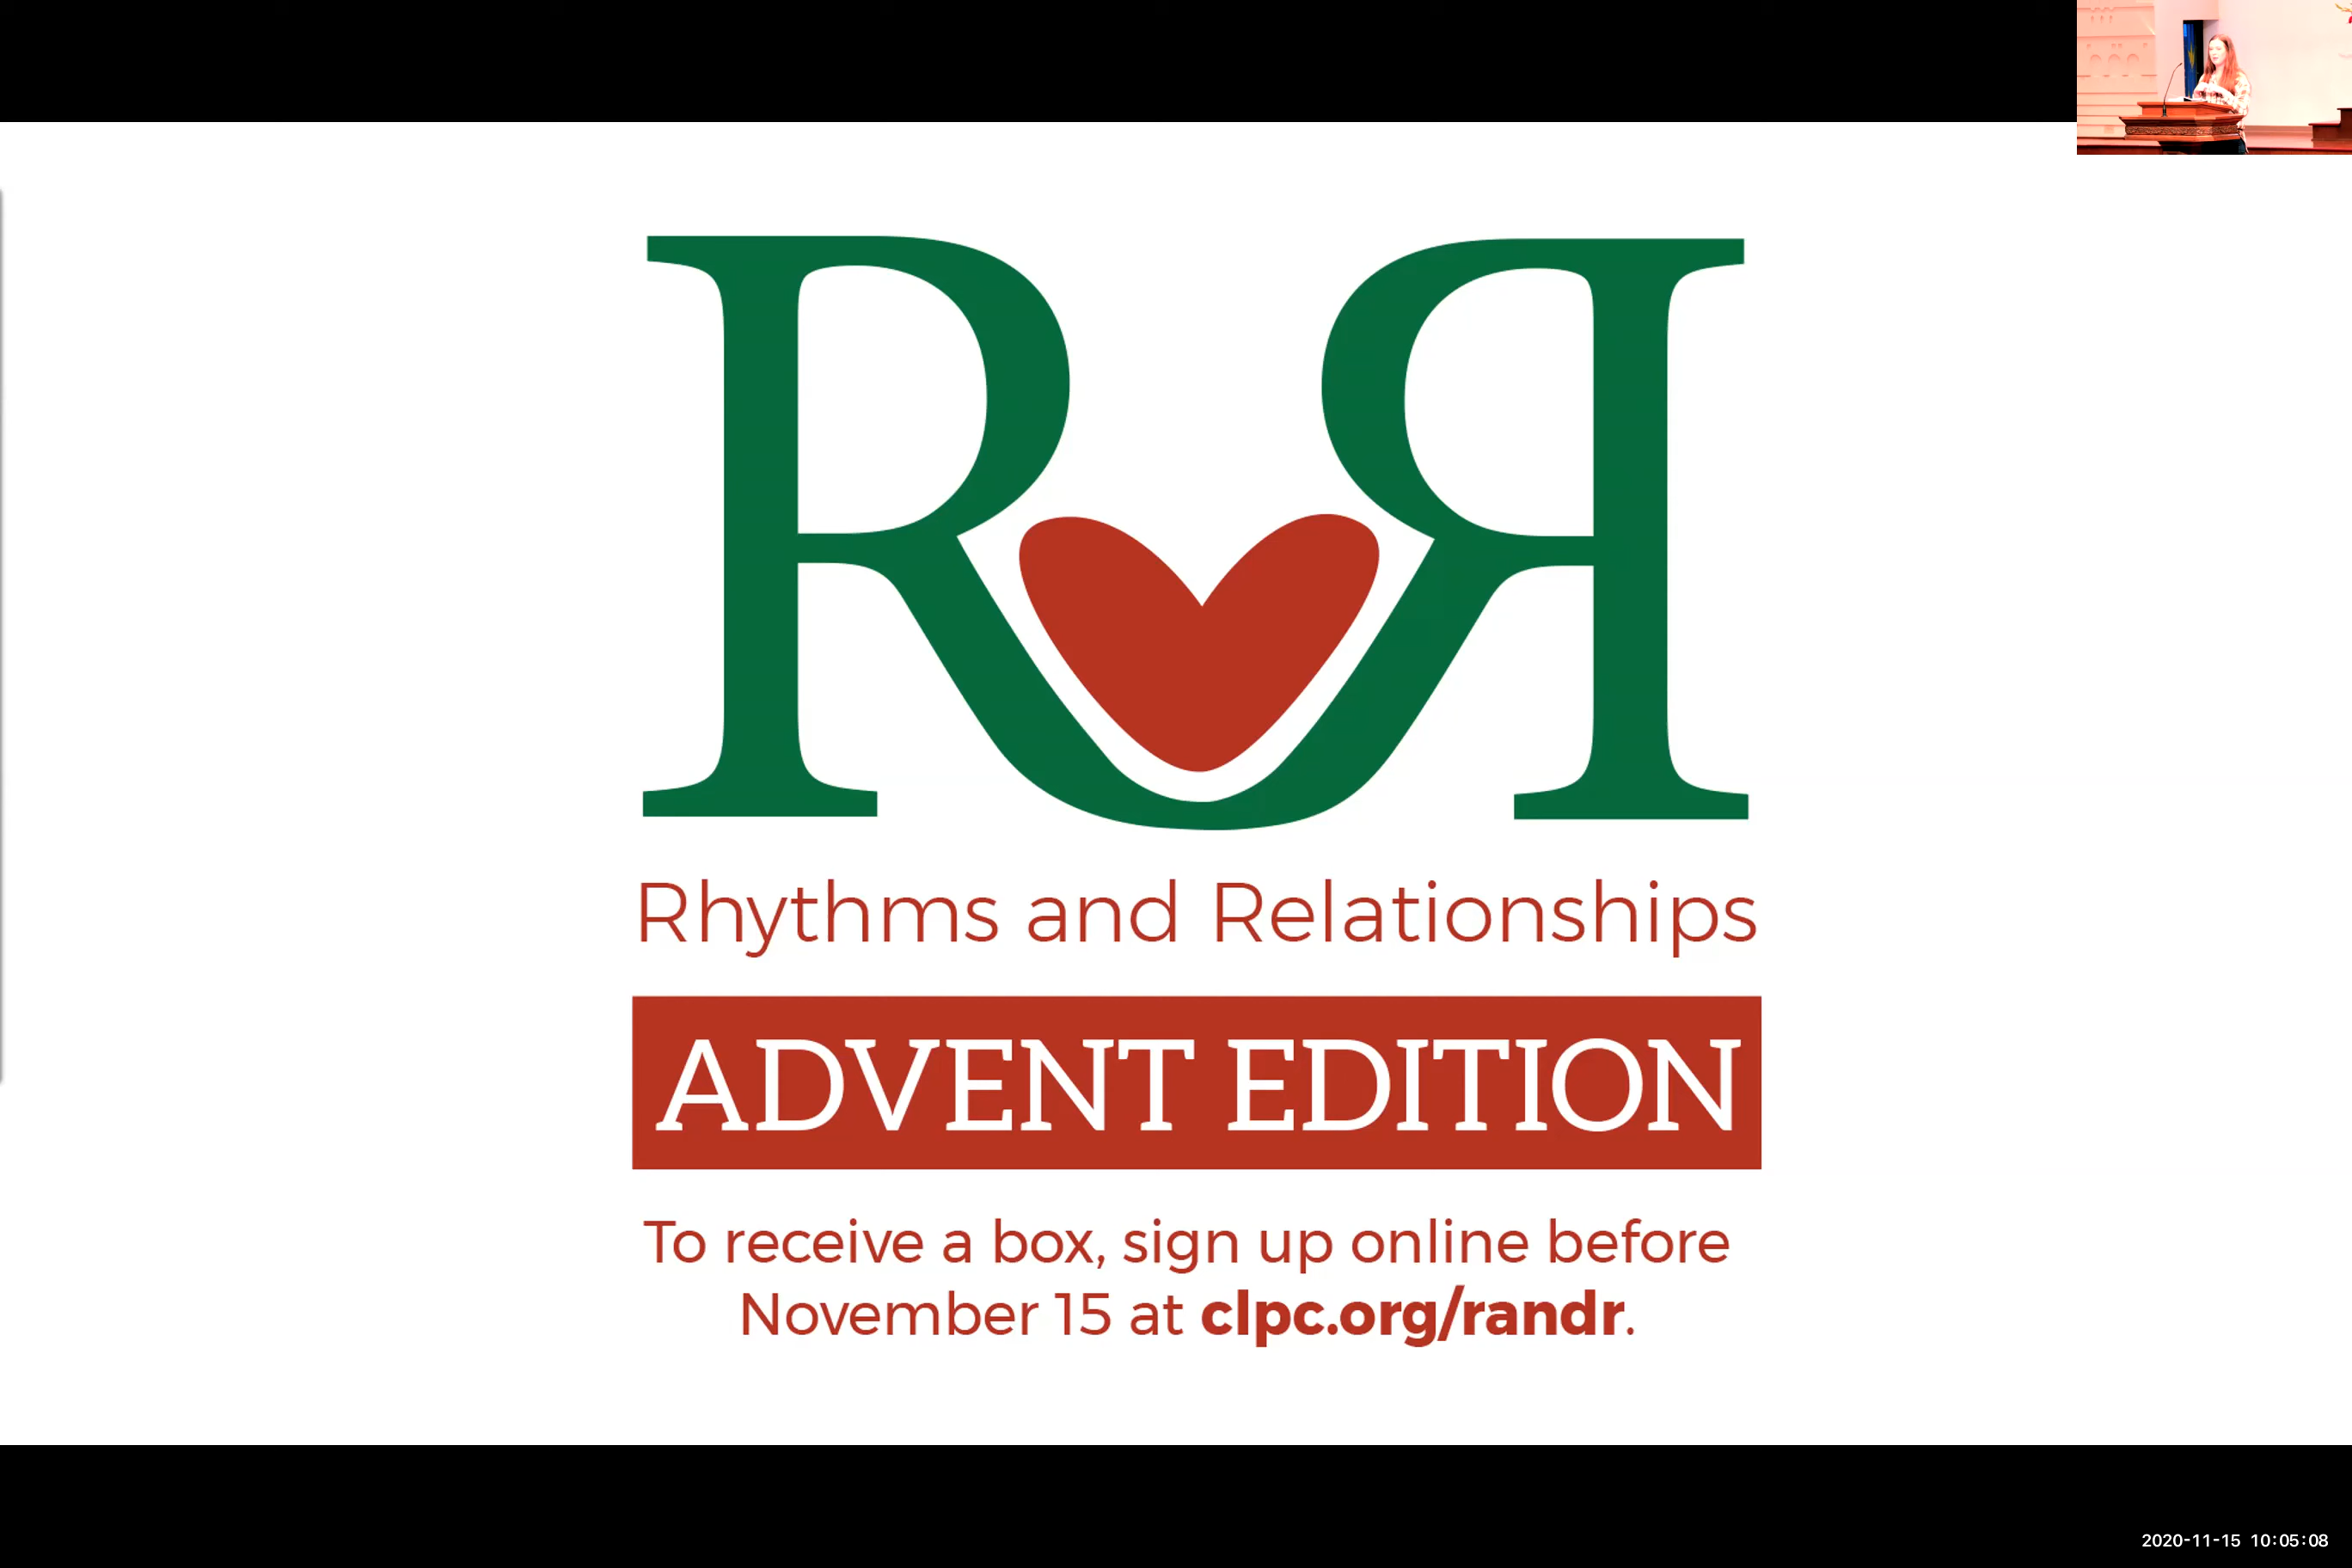 RR
Rhythms and Relationships
ADVENT EDITION
To receive a box, sign up online before
November 15 at clpc.org/randr.
2020-11-15 10:05:08